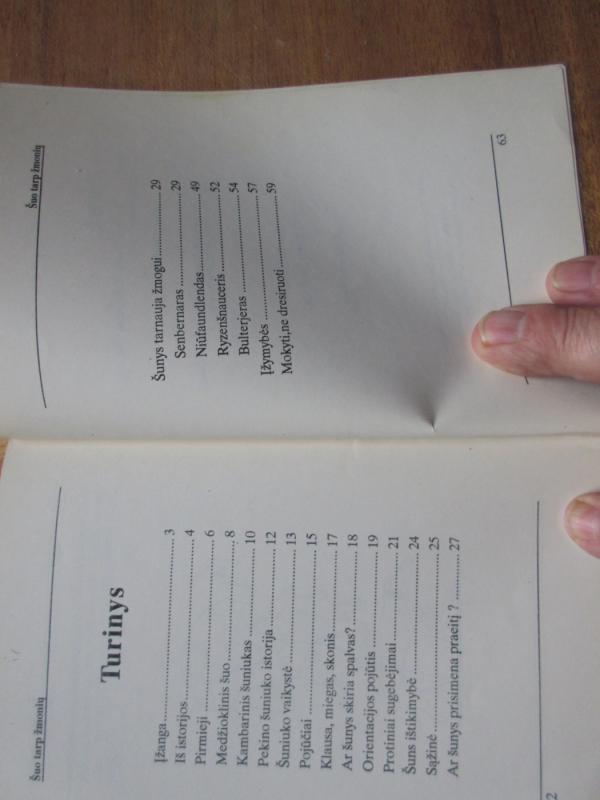 Šuo tarp žmonių
Turinys
Įžanga..........................................................3
Iš istorijos......................................................4
Pirmieji .........................................................6
Medžioklinis šuo..............................................8
Kambarinis šuniukas......................................10
Pekino šuniuko istorija...................................12
Šuniuko vaikystė............................................13
Pojūčiai ........................................................15
Klausa, miegas, skonis...................................17
Ar šunys skiria spalvas?.................................18
Orientacijos pojūtis .......................................19
Protiniai sugebėjimai.....................................21
Šuns ištikimybė .............................................24
Sąžinė...........................................................25
Ar šunys prisimena praeitį ? ..........................27
2
Šuo tarp žmonių
Šunys tarnauja žmogui...................29
Senbernaras ................................29
Niūfaundlendas............................49
Ryzenšnauceris.............................52
Bulterjeras ..................................54
Įžymybės .....................................57
Mokyti,ne dresiruoti .....................59
63